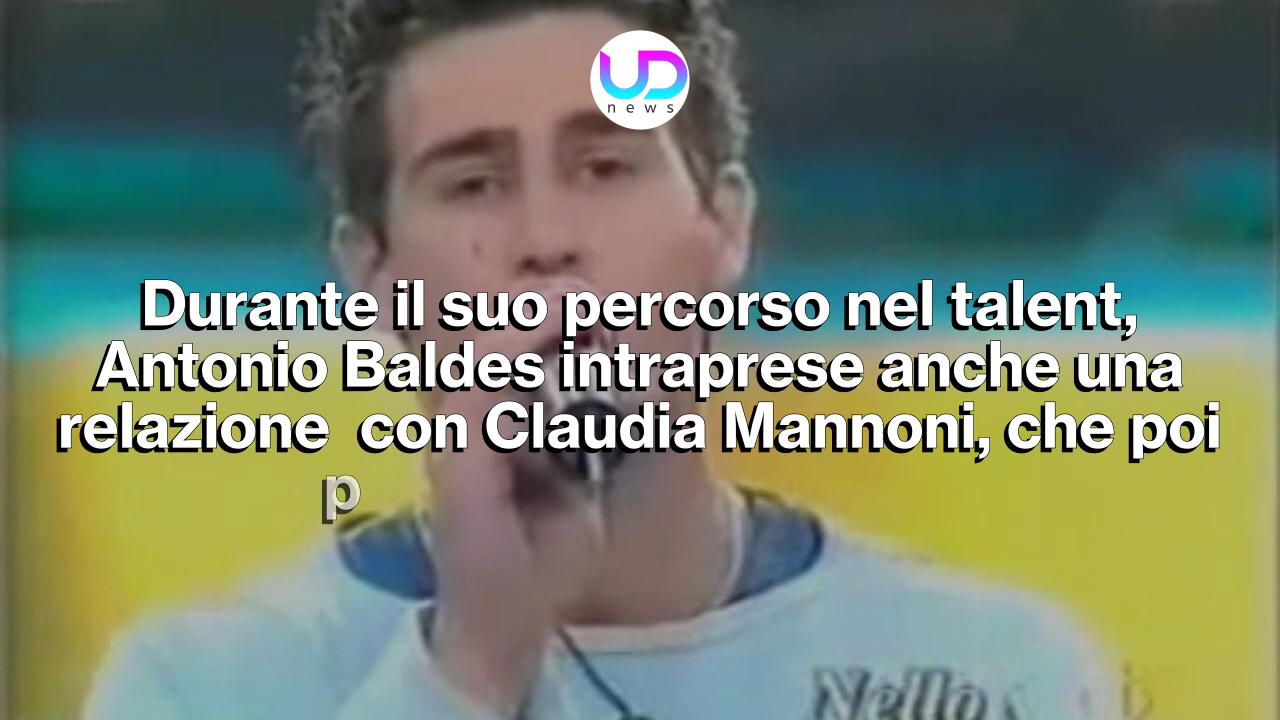 UD
news
Durante il suo percorso nel talent,
Antonio Baldes intraprese anche una
relazione con Claudia Mannoni, che poi
p
Nello